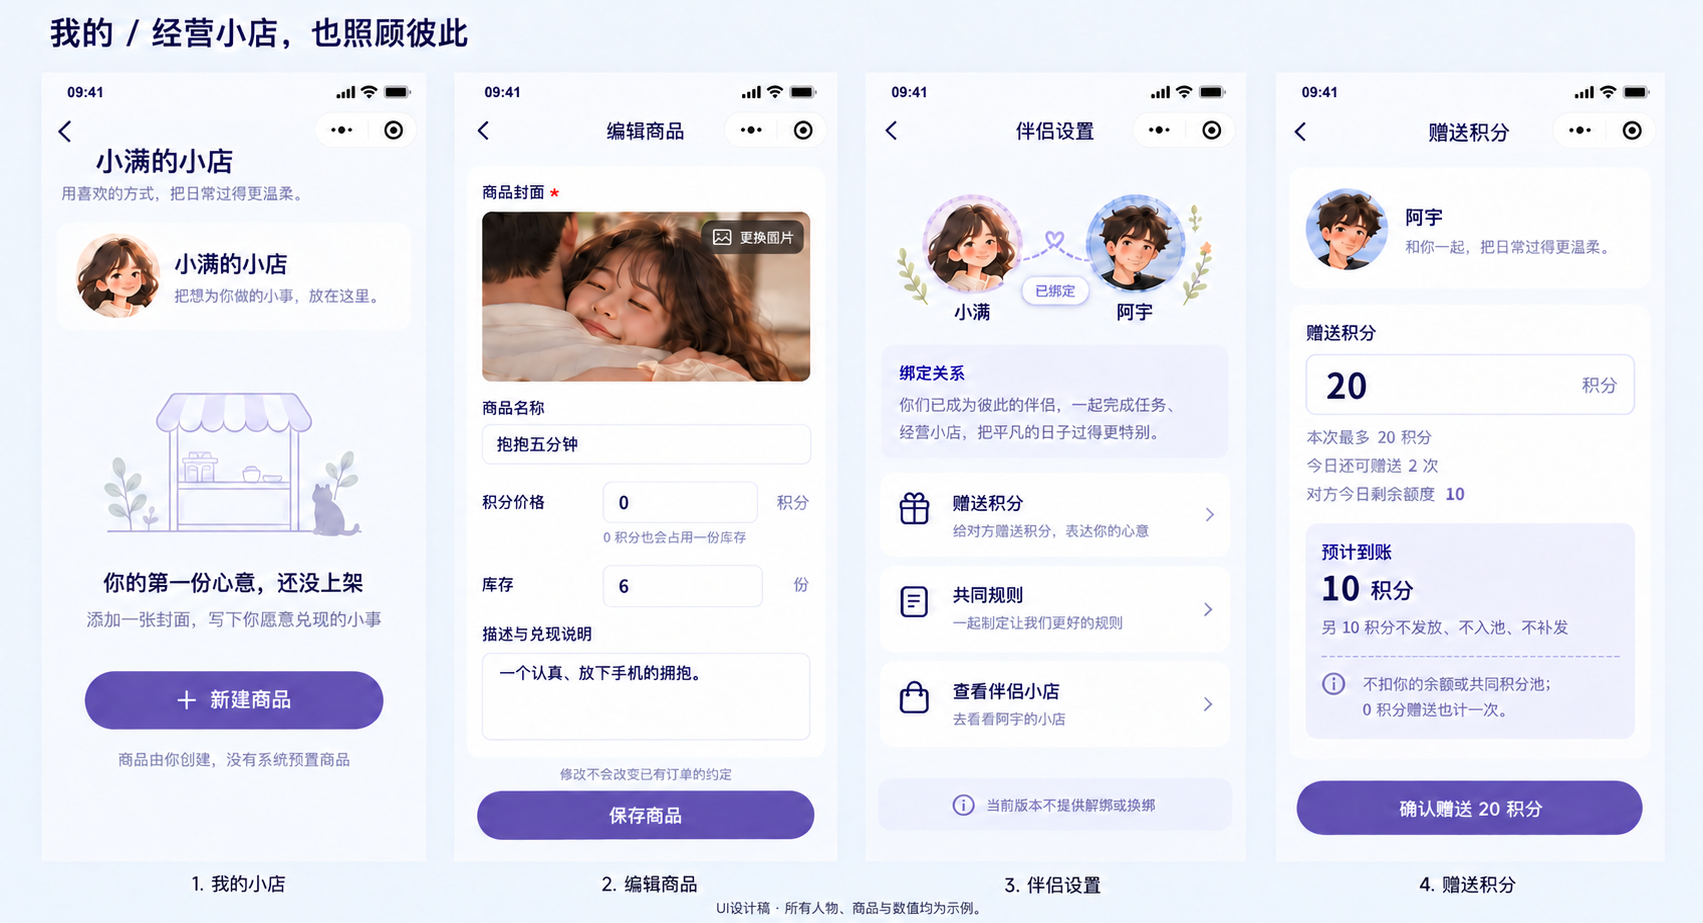 我的 / 经营小店，也照顾彼此
09:41
小满的小店
用喜欢的方式，把日常过得更温柔。
小满的小店
把想为你做的小事，放在这里。
你的第一份心意，还没上架
添加一张封面，写下你愿意兑现的小事
＋ 新建商品
商品由你创建，没有系统预置商品
1. 我的小店
09:41
编辑商品
商品封面 *
更换图片
商品名称
抱抱五分钟
积分价格
0
积分
0 积分也会占用一份库存
库存
6
份
描述与兑现说明
一个认真、放下手机的拥抱。
修改不会改变已有订单的约定
保存商品
2. 编辑商品
09:41
伴侣设置
已绑定
小满
阿宇
绑定关系
你们已成为彼此的伴侣，一起完成任务、
经营小店，把平凡的日子过得更特别。
赠送积分
给对方赠送积分，表达你的心意
共同规则
一起制定让我们更好的规则
查看伴侣小店
去看看阿宇的小店
当前版本不提供解绑或换绑
3. 伴侣设置
09:41
赠送积分
阿宇
和你一起，把日常过得更温柔。
赠送积分
20
积分
本次最多 20 积分
今日还可赠送 2 次
对方今日剩余额度 10
预计到账
10 积分
另 10 积分不发放、不入池、不补发
不扣你的余额或共同积分池；
0 积分赠送也计一次。
确认赠送 20 积分
4. 赠送积分
UI设计稿 · 所有人物、商品与数值均为示例。